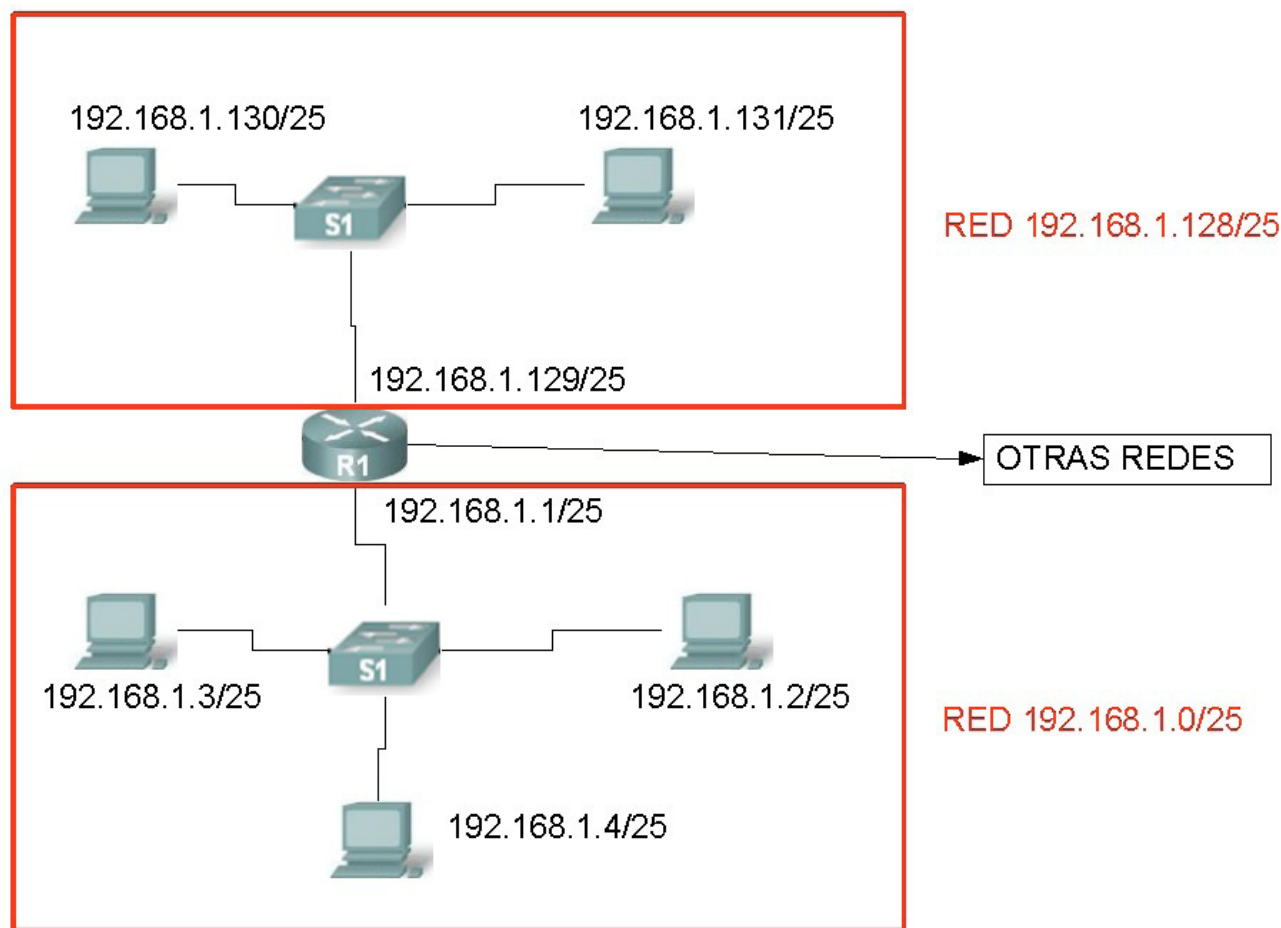 192.168.1.130/25
192.168.1.131/25
S1
RED 192.168.1.128/25
192.168.1.129/25
R1
OTRAS REDES
192.168.1.1/25
S1
192.168.1.3/25
192.168.1.2/25
RED 192.168.1.0/25
192.168.1.4/25